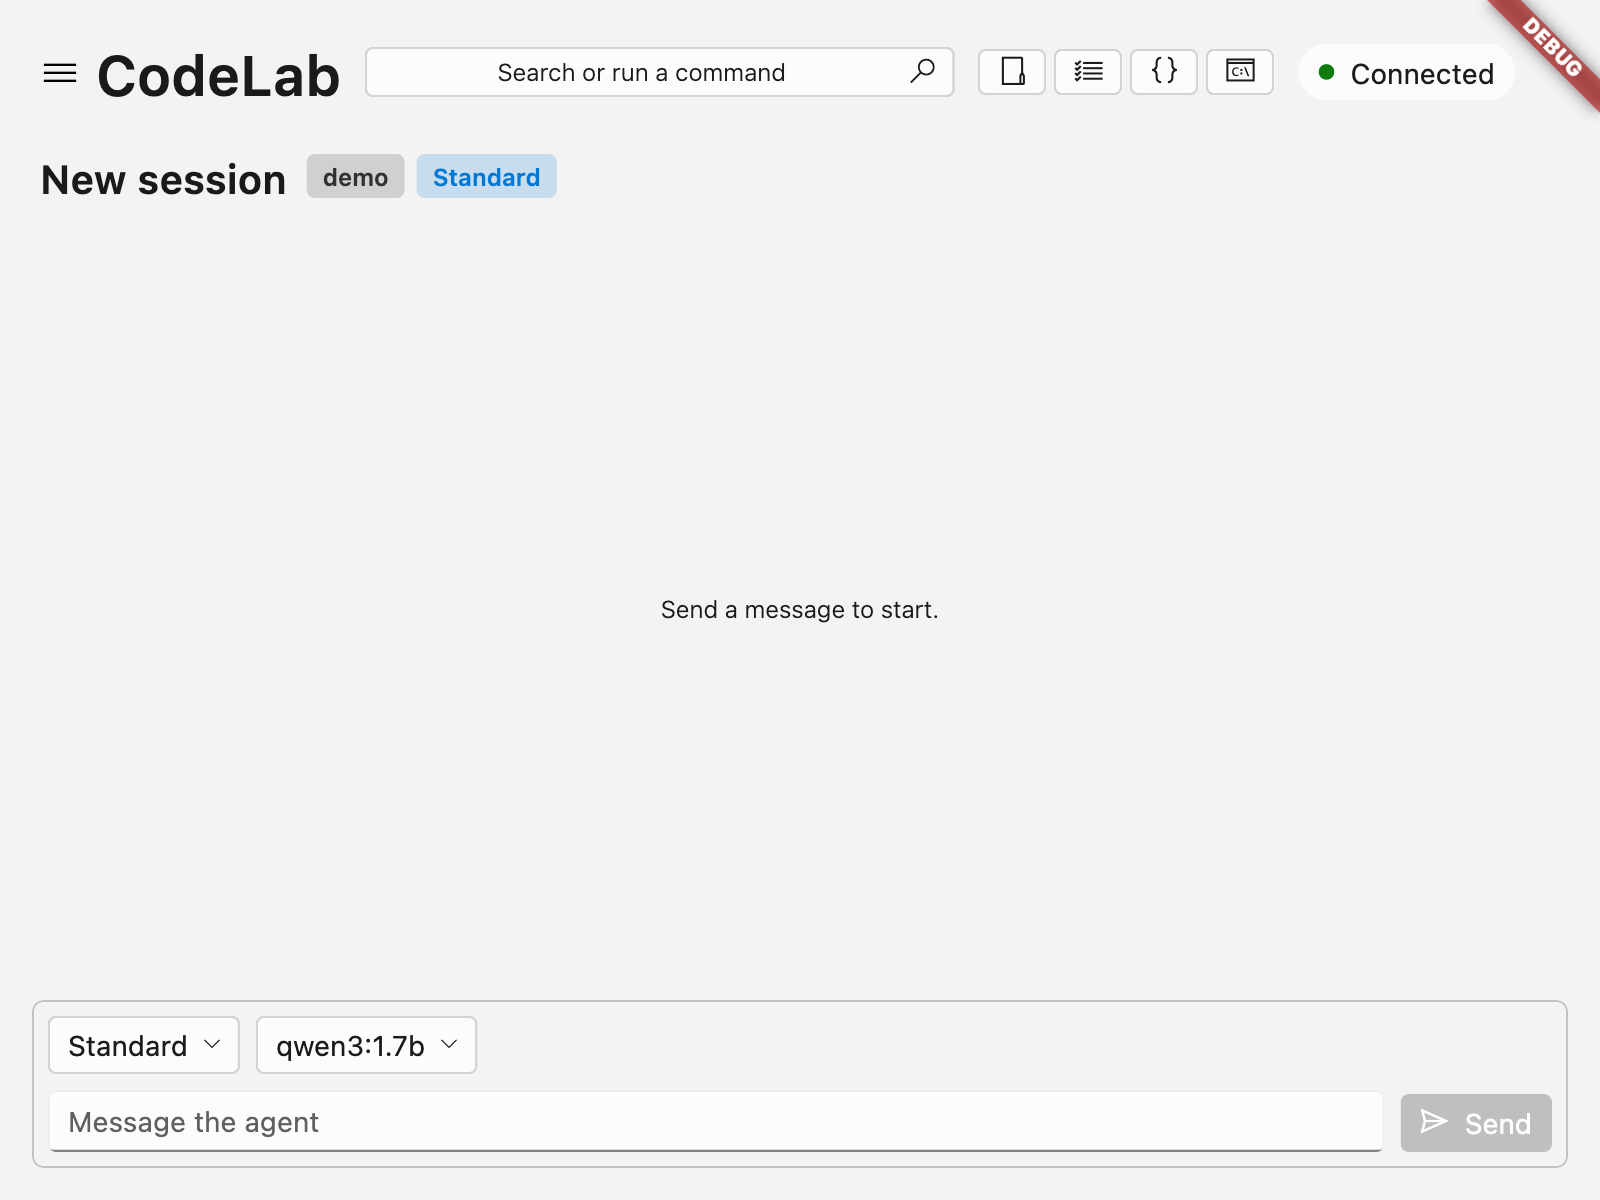 CodeLab
Search or run a command
C:\
Connected
DEBUG
New session
demo
Standard
Send a message to start.
Standard
qwen3:1.7b
Message the agent
Send